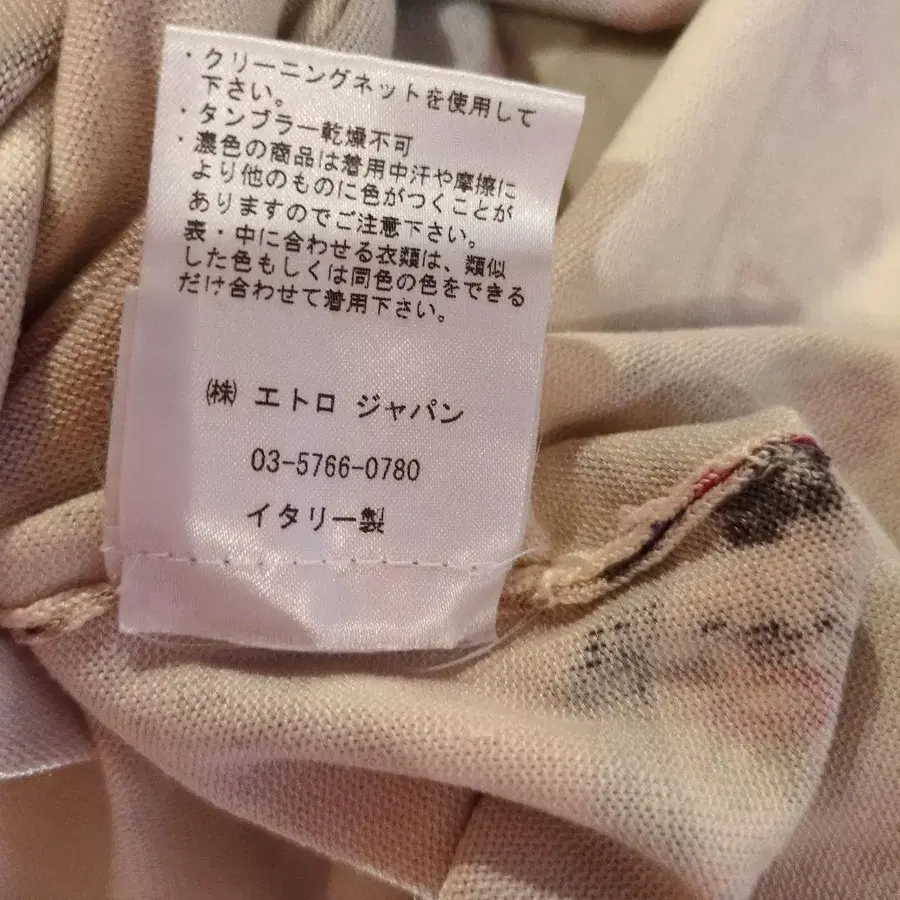 ・クリーニングネットを使用して
下さい。
・タンブラー乾燥不可
・濃色の商品は着用中汗や摩擦に
より他のものに色がつくことが
ありますのでご注意下さい。
表・中に合わせる衣類は、類似
した色もしくは同色の色をできる
だけ合わせて着用下さい。
㈱ エトロ ジャパン
03-5766-0780
イタリー製